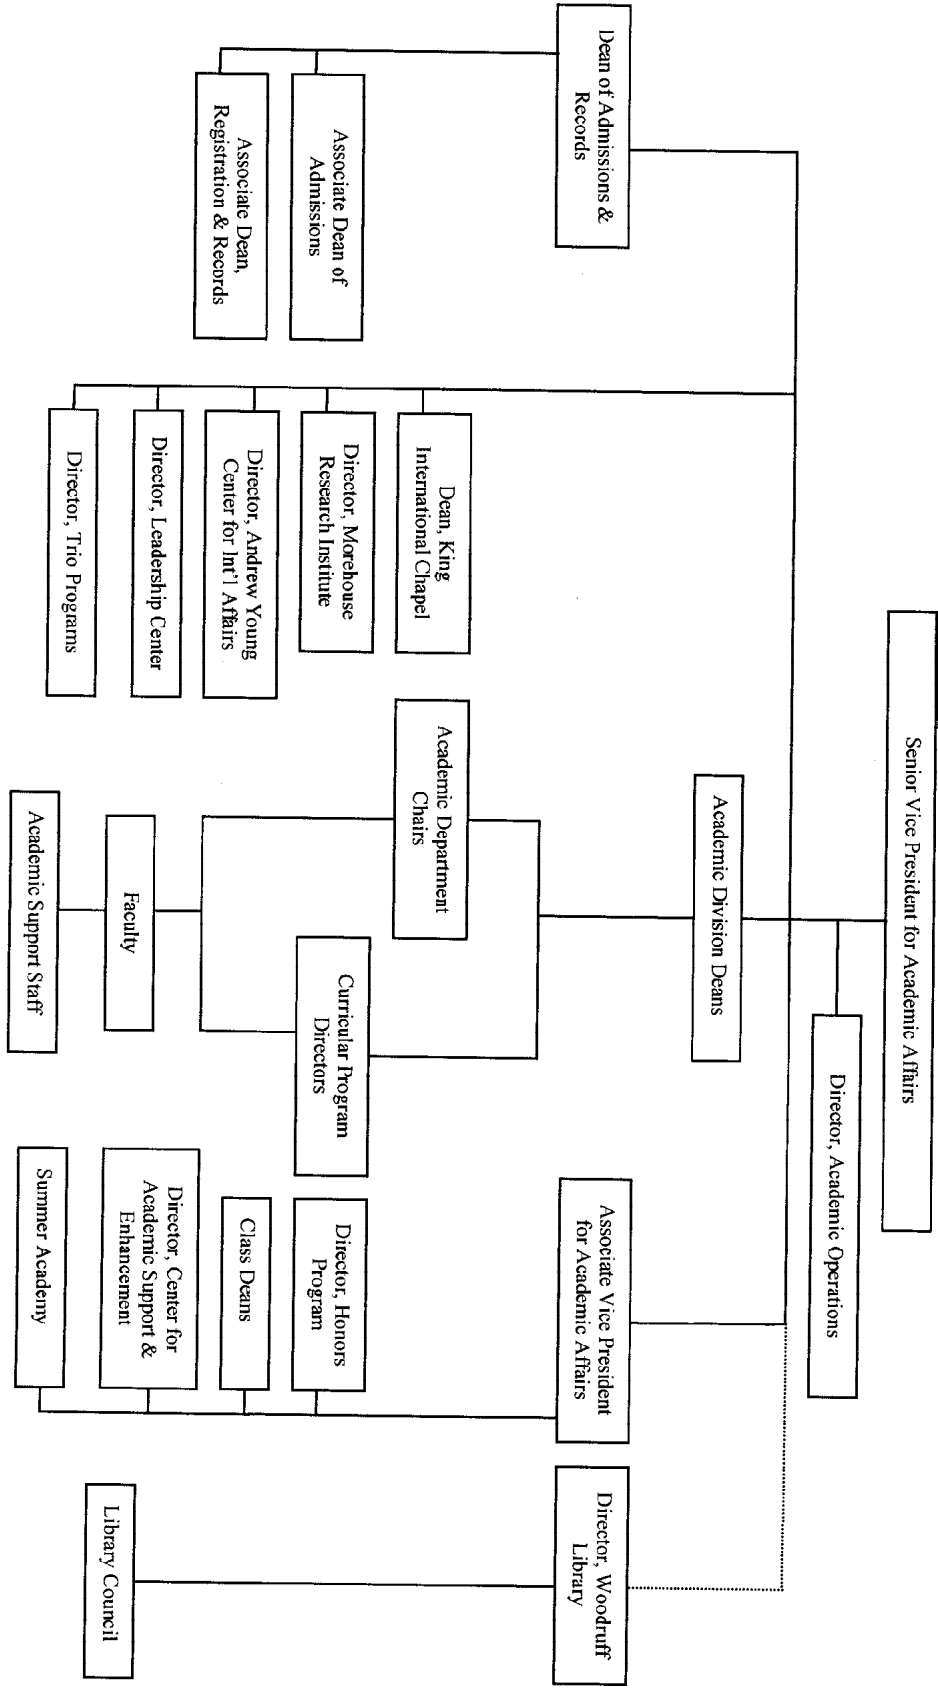 Senior Vice President for Academic Affairs
Director, Academic Operations
Dean of Admissions &
Records
Associate Dean of
Admissions
Associate Dean,
Registration & Records
Dean, King
International Chapel
Director, Morehouse
Research Institute
Director, Andrew Young
Center for Int'l Affairs
Director, Leadership Center
Director, Trio Programs
Academic Division Deans
Academic Department
Chairs
Curricular Program
Directors
Faculty
Academic Support Staff
Associate Vice President
for Academic Affairs
Director, Honors
Program
Class Deans
Director, Center for
Academic Support &
Enhancement
Summer Academy
Director, Woodruff
Library
Library Council